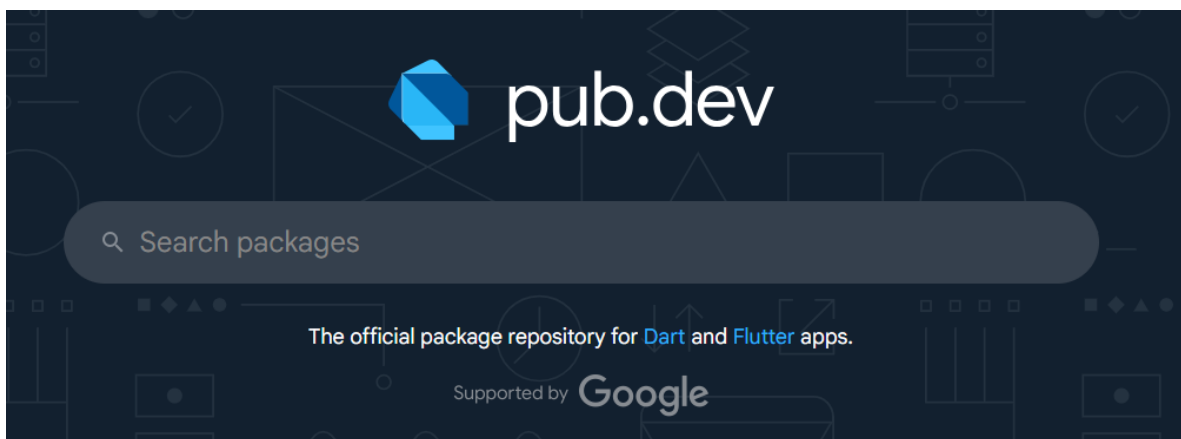 pub.dev
Search packages
The official package repository for Dart and Flutter apps.
Supported by Google